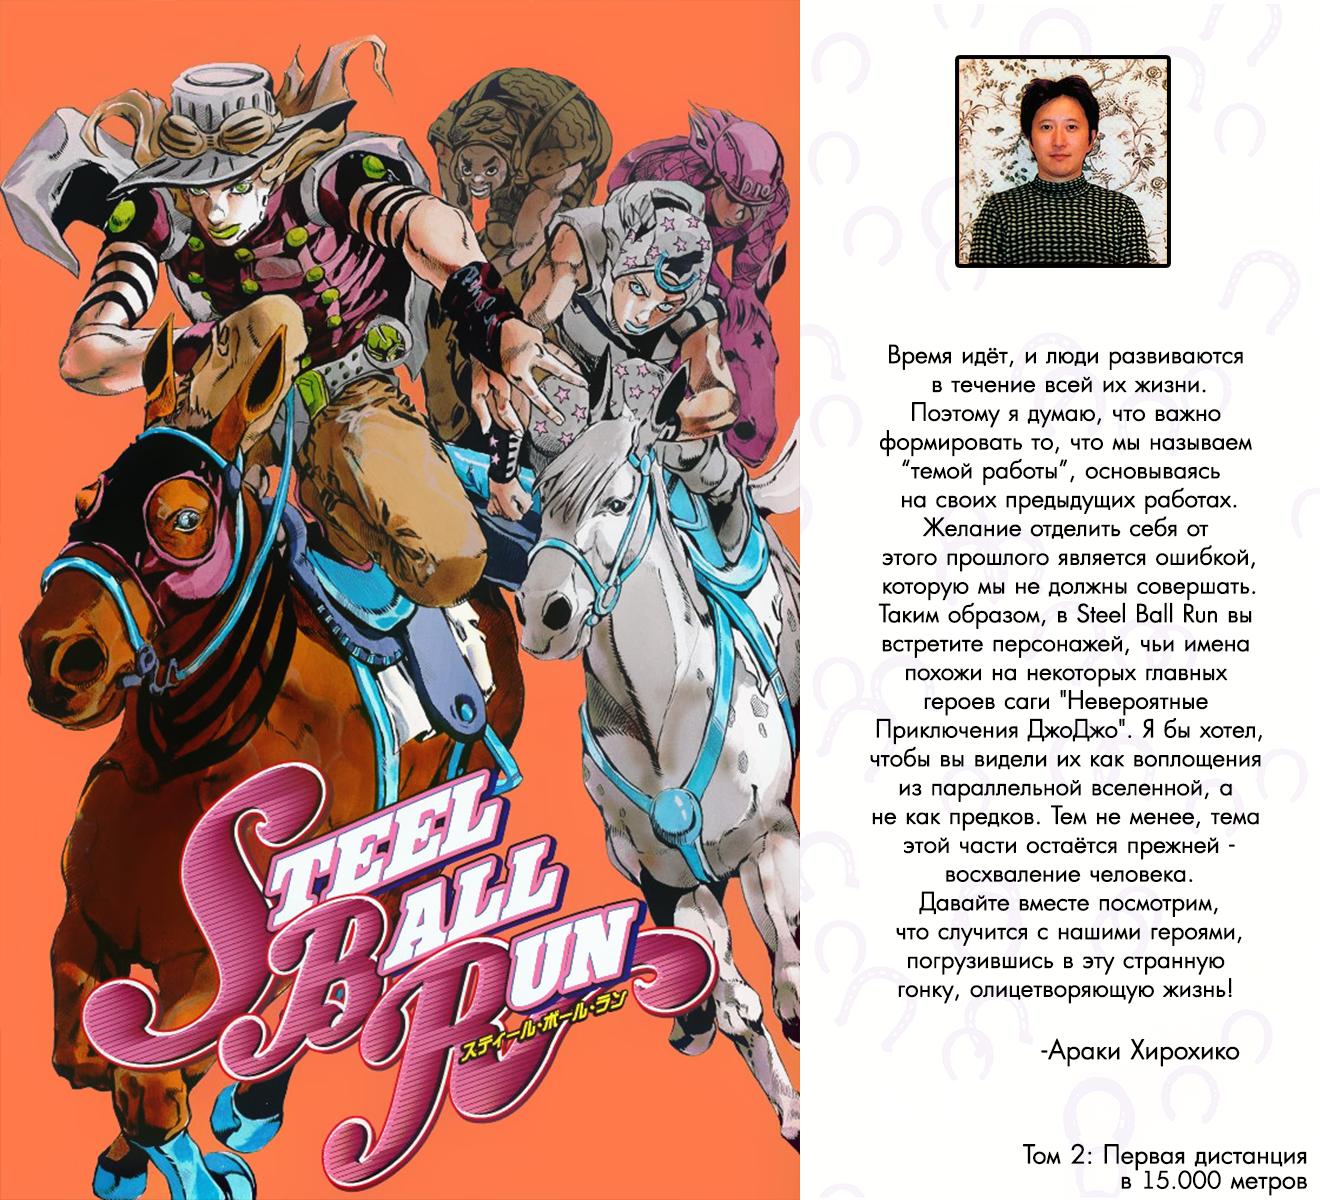 STEEL
BALL
RUN
スティール・ボール・ラン
Время идёт, и люди развиваются
в течение всей их жизни.
Поэтому я думаю, что важно
формировать то, что мы называем
“темой работы”, основываясь
на своих предыдущих работах.
Желание отделить себя от
этого прошлого является ошибкой,
которую мы не должны совершать.
Таким образом, в Steel Ball Run вы
встретите персонажей, чьи имена
похожи на некоторых главных
героев саги "Невероятные
Приключения ДжоДжо". Я бы хотел,
чтобы вы видели их как воплощения
из параллельной вселенной, а
не как предков. Тем не менее, тема
этой части остаётся прежней -
восхваление человека.
Давайте вместе посмотрим,
что случится с нашими героями,
погрузившись в эту странную
гонку, олицетворяющую жизнь!
-Араки Хирохико
Том 2: Первая дистанция
в 15.000 метров